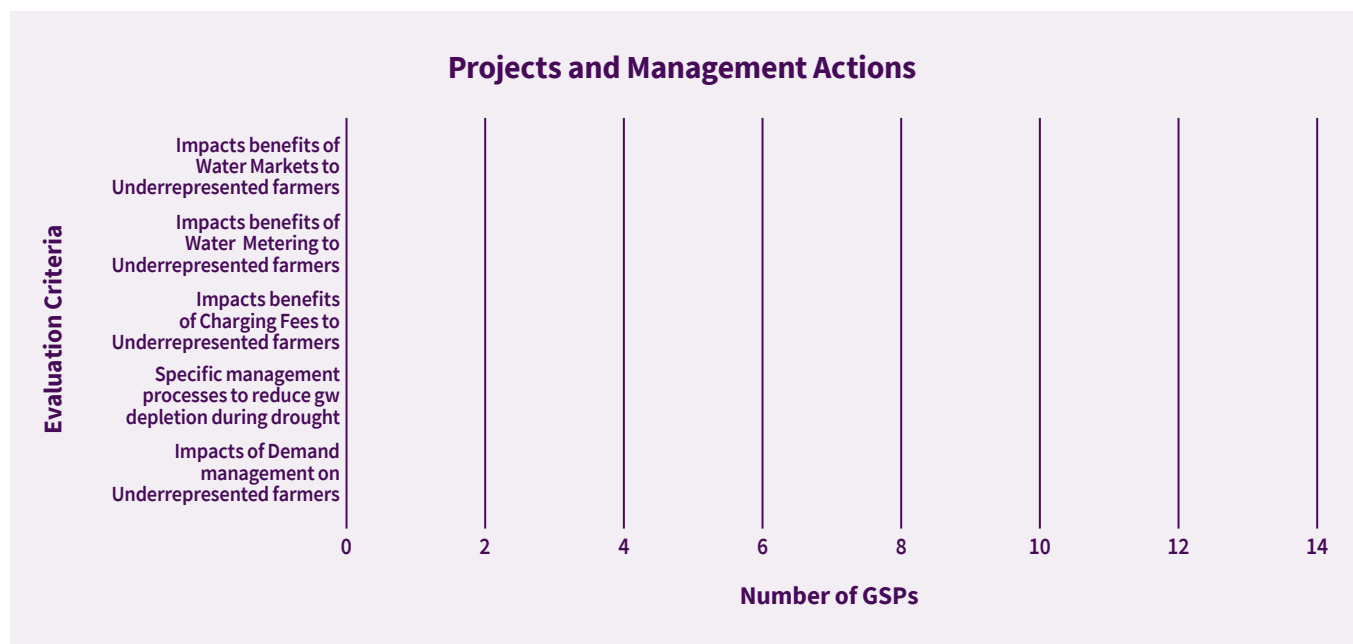 Projects and Management Actions
Evaluation Criteria
Impacts benefits of
Water Markets to
Underrepresented farmers
Impacts benefits of
Water Metering to
Underrepresented farmers
Impacts benefits
of Charging Fees to
Underrepresented farmers
Specific management
processes to reduce gw
depletion during drought
Impacts of Demand
management on
Underrepresented farmers
0 2 4 6 8 10 12 14
Number of GSPs